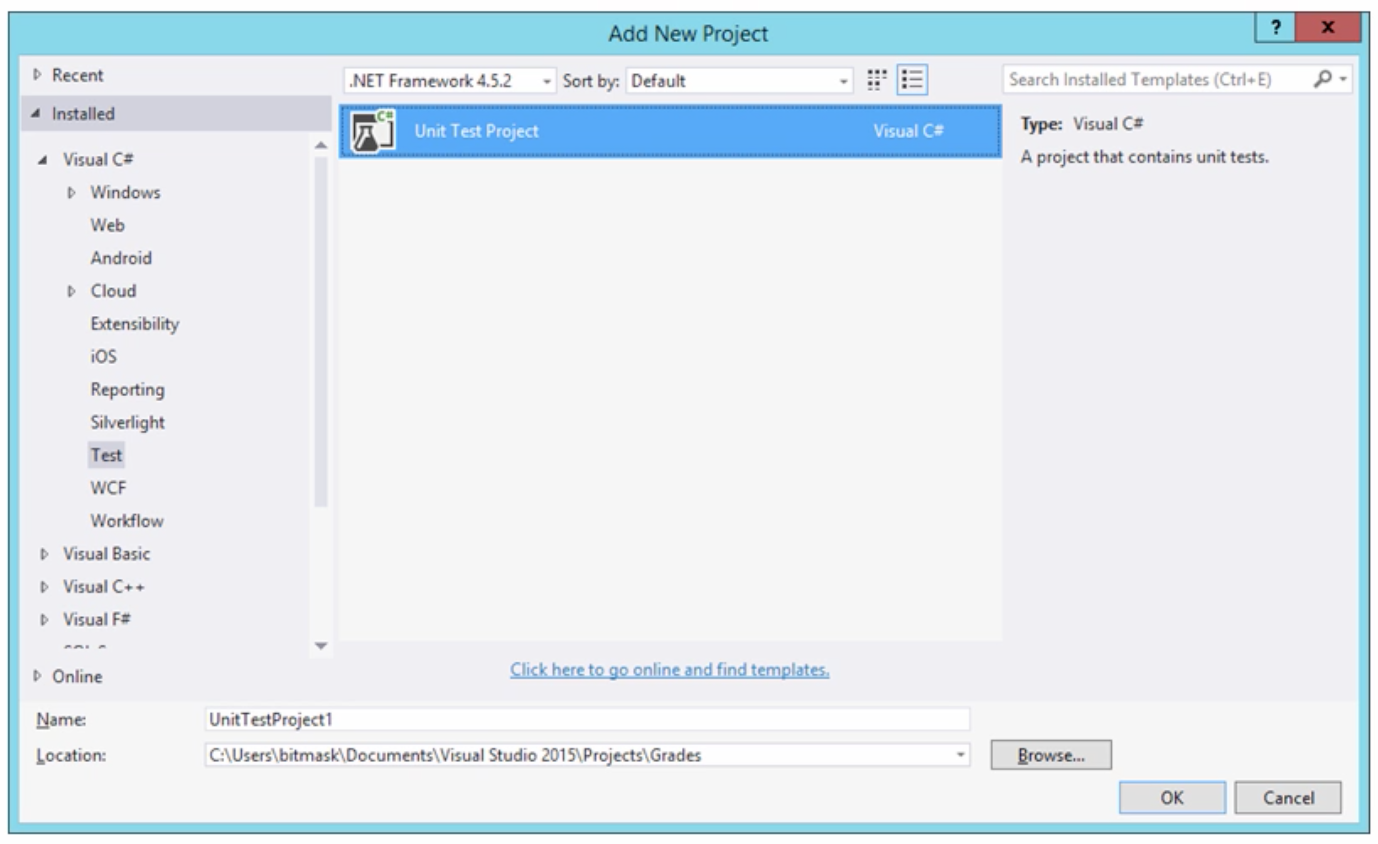 Add New Project
?
x
Recent
.NET Framework 4.5.2
Sort by: Default
Search Installed Templates (Ctrl+E)
Installed
C#
Unit Test Project
Visual C#
Type: Visual C#
A project that contains unit tests.
Visual C#
Windows
Web
Android
Cloud
Extensibility
iOS
Reporting
Silverlight
Test
WCF
Workflow
Visual Basic
Visual C++
Visual F#
Online
Click here to go online and find templates.
Name:
UnitTestProject1
Location:
C:\Users\bitmask\Documents\Visual Studio 2015\Projects\Grades
Browse...
OK
Cancel